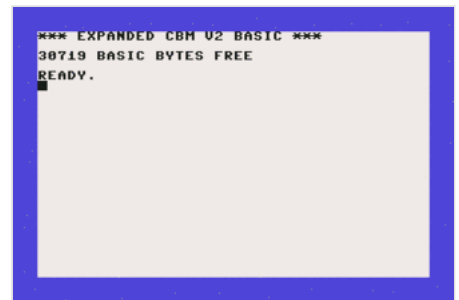 *** EXPANDED CBM V2 BASIC ***
30719 BASIC BYTES FREE
READY.